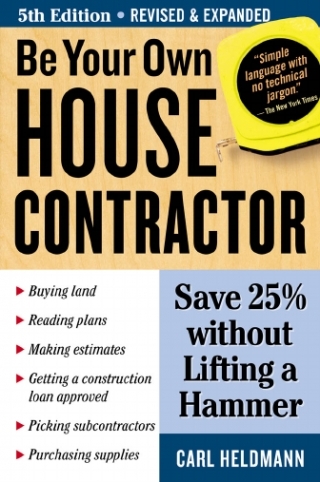 5th Edition • REVISED & EXPANDED
Be Your Own
HOUSE
CONTRACTOR
"Simple
language with
no technical
jargon."
— The New York Times
▶ Buying land
▶ Reading plans
▶ Making estimates
▶ Getting a construction
loan approved
▶ Picking subcontractors
▶ Purchasing supplies
Save 25%
without
Lifting a
Hammer
CARL HELDMANN